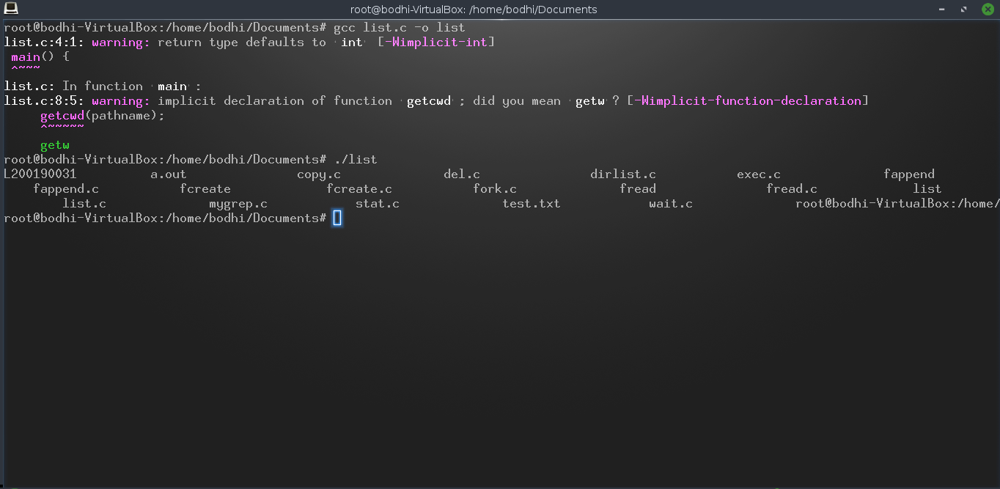 root@bodhi-VirtualBox: /home/bodhi/Documents
root@bodhi-VirtualBox:/home/bodhi/Documents# gcc list.c -o list
list.c:4:1: warning: return type defaults to 'int' [-Wimplicit-int]
 main() {
 ^~~~
list.c: In function 'main':
list.c:8:5: warning: implicit declaration of function 'getcwd'; did you mean 'getw'? [-Wimplicit-function-declaration]
     getcwd(pathname);
     ^~~~~~
     getw
root@bodhi-VirtualBox:/home/bodhi/Documents# ./list
L200190031          a.out               copy.c              del.c               dirlist.c           exec.c              fappend
    fappend.c           fcreate             fcreate.c           fork.c              fread               fread.c             list
        list.c              mygrep.c            stat.c              test.txt            wait.c              root@bodhi-VirtualBox:/home/
root@bodhi-VirtualBox:/home/bodhi/Documents#